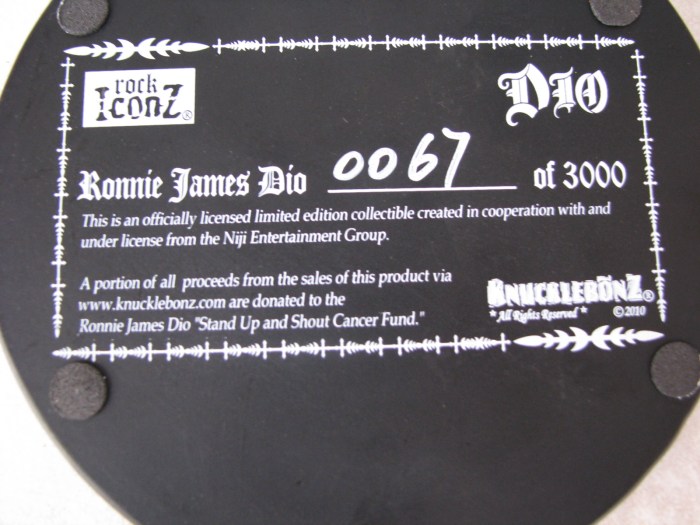 rock
IconZ®
DIO
Ronnie James Dio 0067 of 3000
This is an officially licensed limited edition collectible created in cooperation with and
under license from the Niji Entertainment Group.
A portion of all proceeds from the sales of this product via
www.knucklebonz.com are donated to the
Ronnie James Dio "Stand Up and Shout Cancer Fund."
KNUCKLEBONZ®
* All Rights Reserved * ©2010